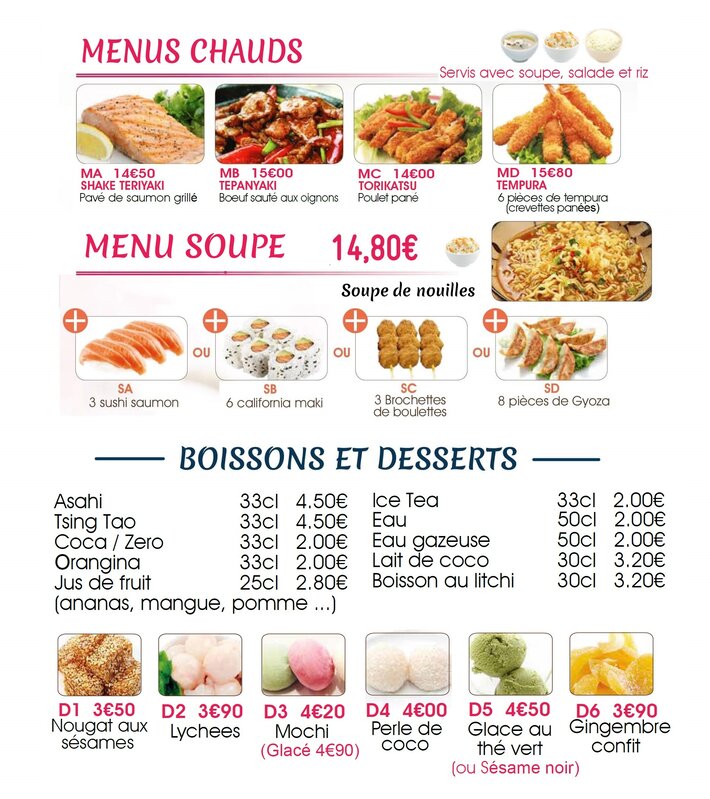 MENUS CHAUDS
Servis avec soupe, salade et riz
MA 14€50
SHAKE TERIYAKI
Pavé de saumon grillé
MB 15€00
TEPANYAKI
Boeuf sauté aux oignons
MC 14€00
TORIKATSU
Poulet pané
MD 15€80
TEMPURA
6 pièces de tempura
(crevettes panées)
MENU SOUPE 14,80€
Soupe de nouilles
+ SA
3 sushi saumon
OU
+ SB
6 california maki
OU
+ SC
3 Brochettes
de boulettes
OU
+ SD
8 pièces de Gyoza
BOISSONS ET DESSERTS
Asahi 33cl 4.50€
Tsing Tao 33cl 4.50€
Coca / Zero 33cl 2.00€
Orangina 33cl 2.00€
Jus de fruit 25cl 2.80€
(ananas, mangue, pomme ...)
Ice Tea 33cl 2.00€
Eau 50cl 2.00€
Eau gazeuse 50cl 2.00€
Lait de coco 30cl 3.20€
Boisson au litchi 30cl 3.20€
D1 3€50
Nougat aux
sésames
D2 3€90
Lychees
D3 4€20
Mochi
(Glacé 4€90)
D4 4€00
Perle de
coco
D5 4€50
Glace au
thé vert
(ou Sésame noir)
D6 3€90
Gingembre
confit